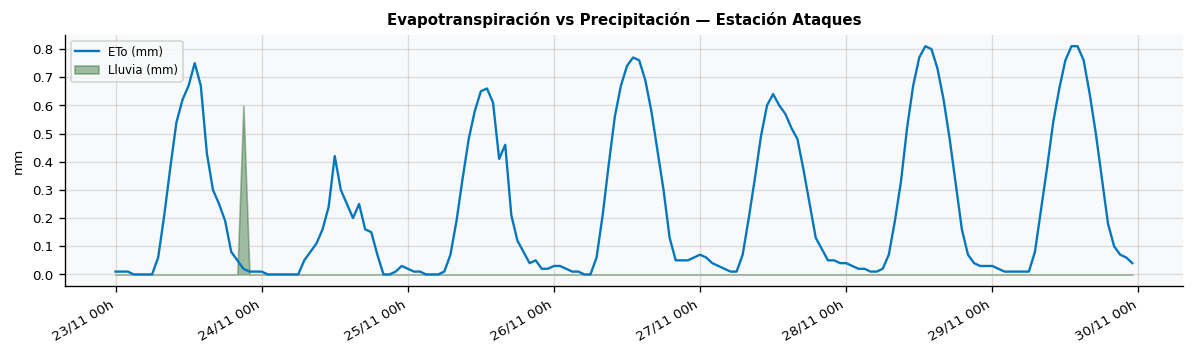 Evapotranspiración vs Precipitación — Estación Ataques
ETo (mm)
Lluvia (mm)
mm
0.8
0.7
0.6
0.5
0.4
0.3
0.2
0.1
0.0
23/11 00h
24/11 00h
25/11 00h
26/11 00h
27/11 00h
28/11 00h
29/11 00h
30/11 00h